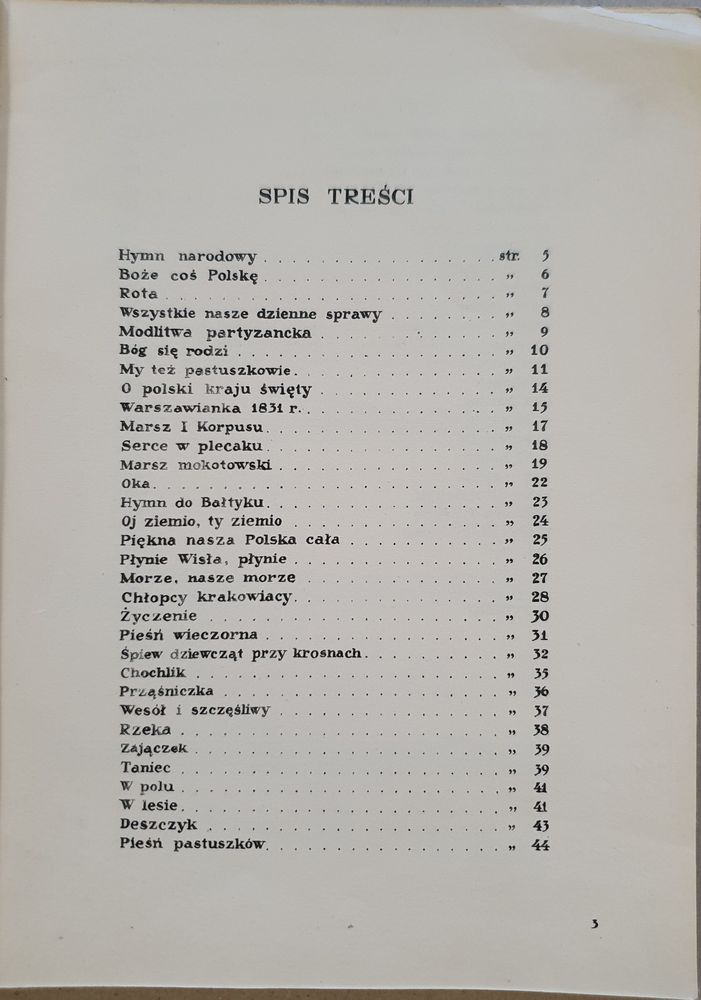 SPIS TREŚCI
Hymn narodowy . . . . . . . . . . . . . . . . . str. 5
Boże coś Polskę . . . . . . . . . . . . . . . . . „ 6
Rota . . . . . . . . . . . . . . . . . . . . . . . „ 7
Wszystkie nasze dzienne sprawy . . . . . . . . „ 8
Modlitwa partyzancka . . . . . . . . . . . . . „ 9
Bóg się rodzi . . . . . . . . . . . . . . . . . . „ 10
My też pastuszkowie . . . . . . . . . . . . . . „ 11
O polski kraju święty . . . . . . . . . . . . . „ 14
Warszawianka 1831 r. . . . . . . . . . . . . . . „ 15
Marsz I Korpusu . . . . . . . . . . . . . . . . „ 17
Serce w plecaku . . . . . . . . . . . . . . . . „ 18
Marsz mokotowski . . . . . . . . . . . . . . . . „ 19
Oka . . . . . . . . . . . . . . . . . . . . . . . „ 22
Hymn do Bałtyku . . . . . . . . . . . . . . . . „ 23
Oj ziemio, ty ziemio . . . . . . . . . . . . . . „ 24
Piękna nasza Polska cała . . . . . . . . . . . „ 25
Płynie Wisła, płynie . . . . . . . . . . . . . . „ 26
Morze, nasze morze . . . . . . . . . . . . . . „ 27
Chłopcy krakowiacy . . . . . . . . . . . . . . „ 28
Życzenie . . . . . . . . . . . . . . . . . . . . „ 30
Pieśń wieczorna . . . . . . . . . . . . . . . . „ 31
Śpiew dziewcząt przy krosnach . . . . . . . . . „ 32
Chochlik . . . . . . . . . . . . . . . . . . . . „ 35
Prząśniczka . . . . . . . . . . . . . . . . . . „ 36
Wesół i szczęśliwy . . . . . . . . . . . . . . . „ 37
Rzeka . . . . . . . . . . . . . . . . . . . . . . „ 38
Zajączek . . . . . . . . . . . . . . . . . . . . „ 39
Taniec . . . . . . . . . . . . . . . . . . . . . „ 39
W polu . . . . . . . . . . . . . . . . . . . . . „ 41
W lesie . . . . . . . . . . . . . . . . . . . . . „ 41
Deszczyk . . . . . . . . . . . . . . . . . . . . „ 43
Pieśń pastuszków . . . . . . . . . . . . . . . . „ 44
3